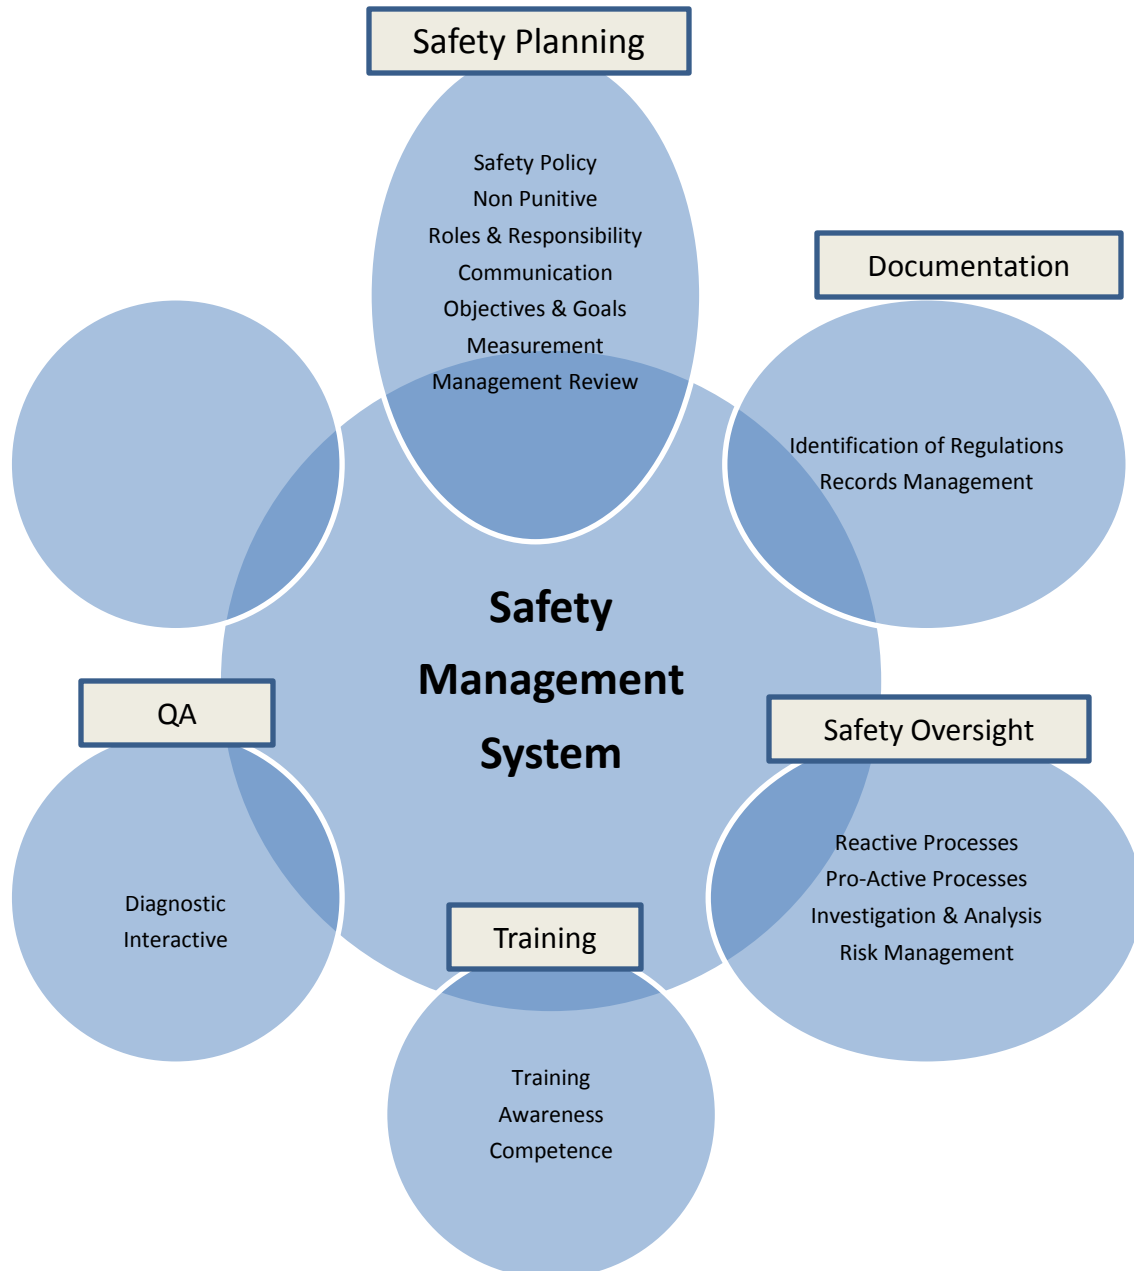 Safety Planning
Safety Policy
Non Punitive
Roles & Responsibility
Communication
Objectives & Goals
Measurement
Management Review
Documentation
Identification of Regulations
Records Management
Safety
Management
System
QA
Diagnostic
Interactive
Safety Oversight
Reactive Processes
Pro-Active Processes
Investigation & Analysis
Risk Management
Training
Training
Awareness
Competence